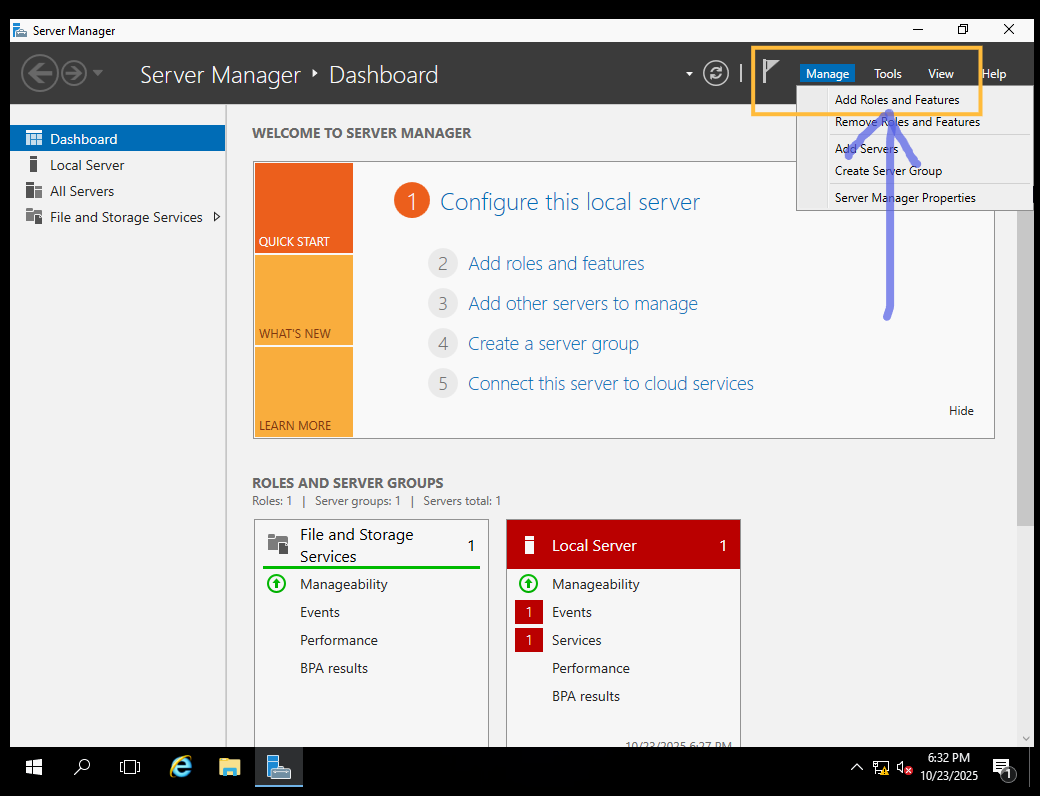 Server Manager
Server Manager ‣ Dashboard
Manage Tools View Help
Add Roles and Features
Remove Roles and Features
Add Servers
Create Server Group
Server Manager Properties
Dashboard
Local Server
All Servers
File and Storage Services
WELCOME TO SERVER MANAGER
QUICK START
WHAT'S NEW
LEARN MORE
1 Configure this local server
2 Add roles and features
3 Add other servers to manage
4 Create a server group
5 Connect this server to cloud services
Hide
ROLES AND SERVER GROUPS
Roles: 1 | Server groups: 1 | Servers total: 1
File and Storage
Services
1
Manageability
Events
Performance
BPA results
Local Server 1
Manageability
1 Events
1 Services
Performance
BPA results
10/23/2025 6:27 PM
6:32 PM
10/23/2025
1